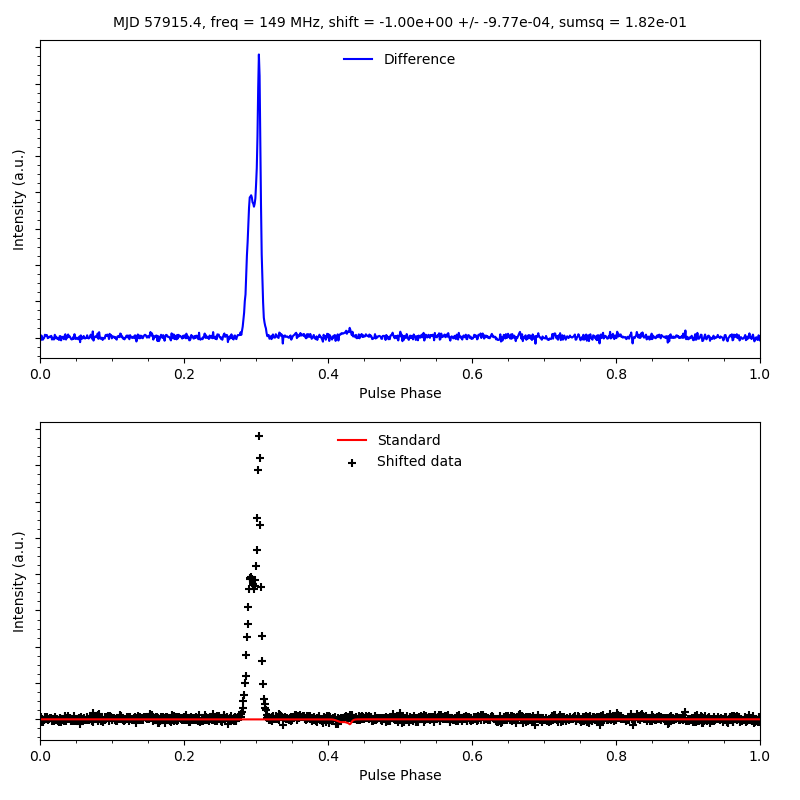 MJD 57915.4, freq = 149 MHz, shift = -1.00e+00 +/- -9.77e-04, sumsq = 1.82e-01
Difference
Intensity (a.u.)
0.0 0.2 0.4 0.6 0.8 1.0
Pulse Phase
Standard
Shifted data
Intensity (a.u.)
0.0 0.2 0.4 0.6 0.8 1.0
Pulse Phase